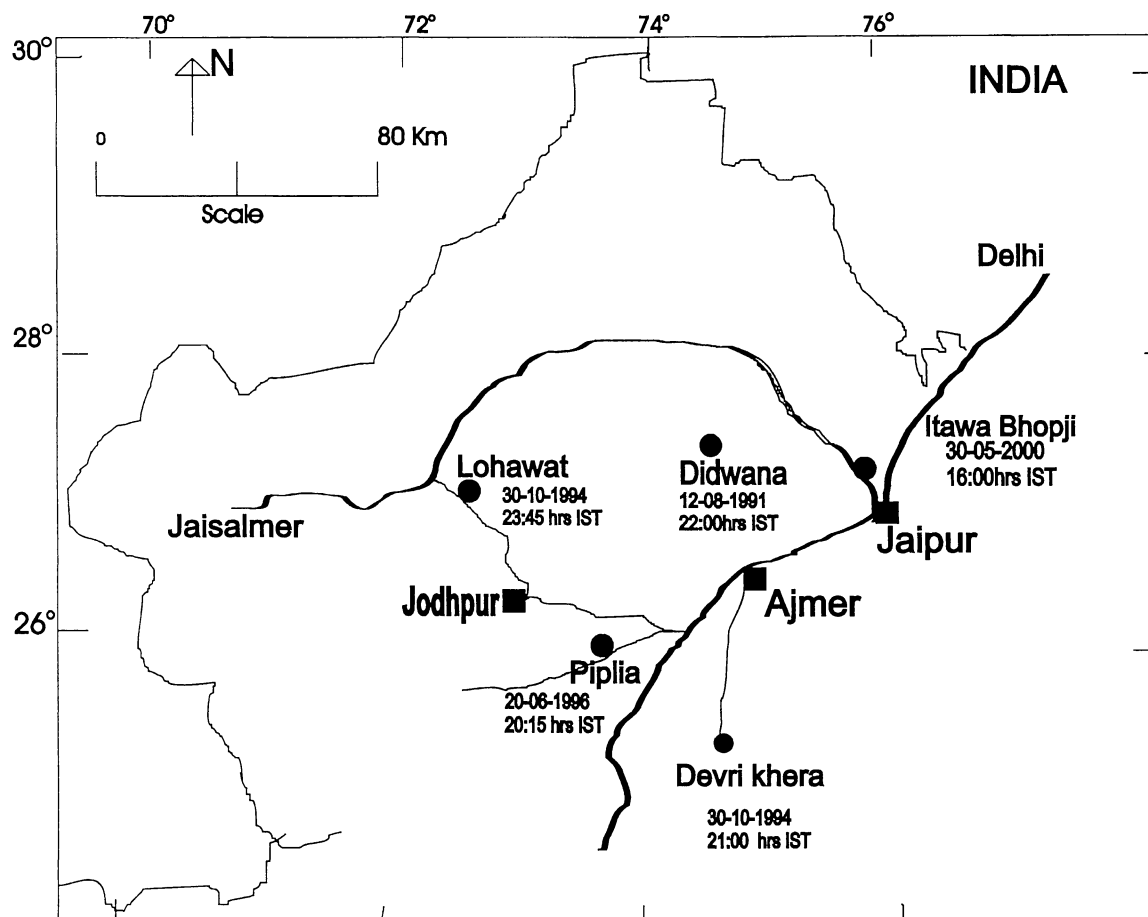 70°
72°
74°
76°
30°
N
INDIA
0
80 Km
Scale
Delhi
28°
Itawa Bhopji
30-05-2000
16:00hrs IST
Lohawat
30-10-1994
23:45 hrs IST
Didwana
12-08-1991
22:00hrs IST
Jaisalmer
Jaipur
Jodhpur
Ajmer
26°
Piplia
20-06-1996
20:15 hrs IST
Devri khera
30-10-1994
21:00 hrs IST